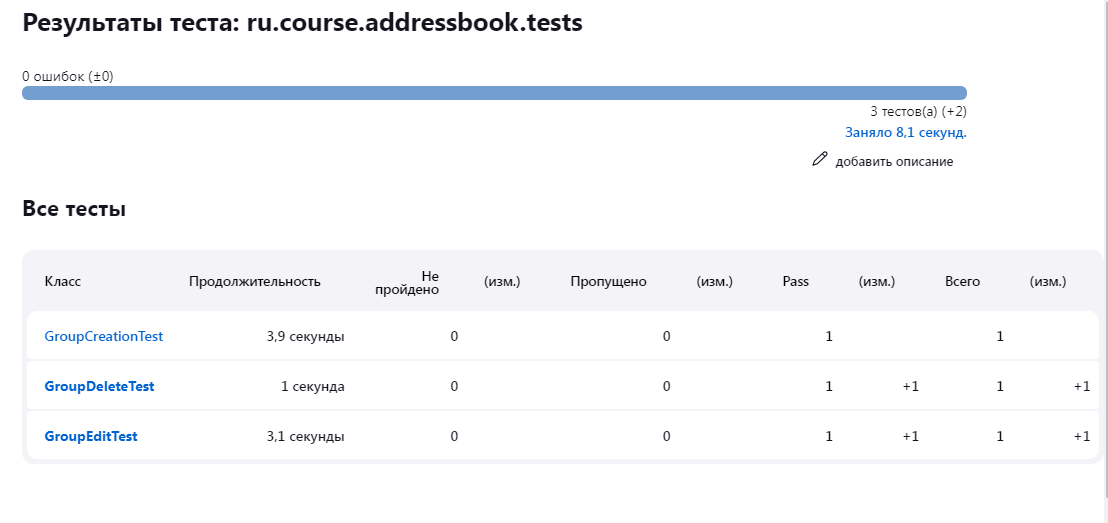 Результаты теста: ru.course.addressbook.tests
0 ошибок (±0)
3 тестов(а) (+2)
Заняло 8,1 секунд.
добавить описание
Все тесты
Класс Продолжительность Не пройдено (изм.) Пропущено (изм.) Pass (изм.) Всего (изм.)
GroupCreationTest 3,9 секунды 0 0 1 1
GroupDeleteTest 1 секунда 0 0 1 +1 1 +1
GroupEditTest 3,1 секунды 0 0 1 +1 1 +1